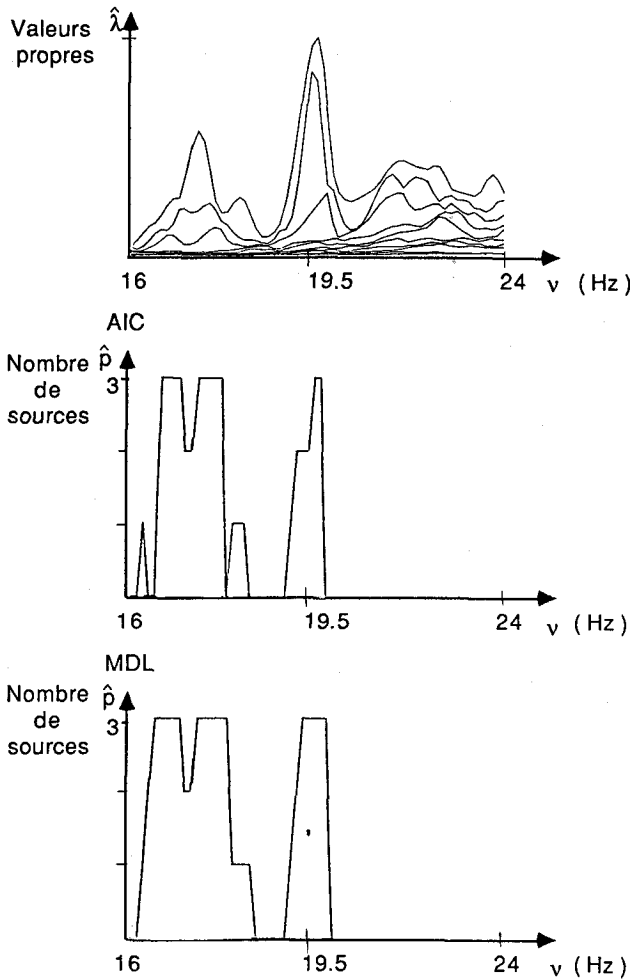 Valeurs propres
λ̂
16
19.5
24
ν (Hz)
AIC
Nombre de sources
p̂
3
16
19.5
24
ν (Hz)
MDL
Nombre de sources
p̂
3
16
19.5
24
ν (Hz)